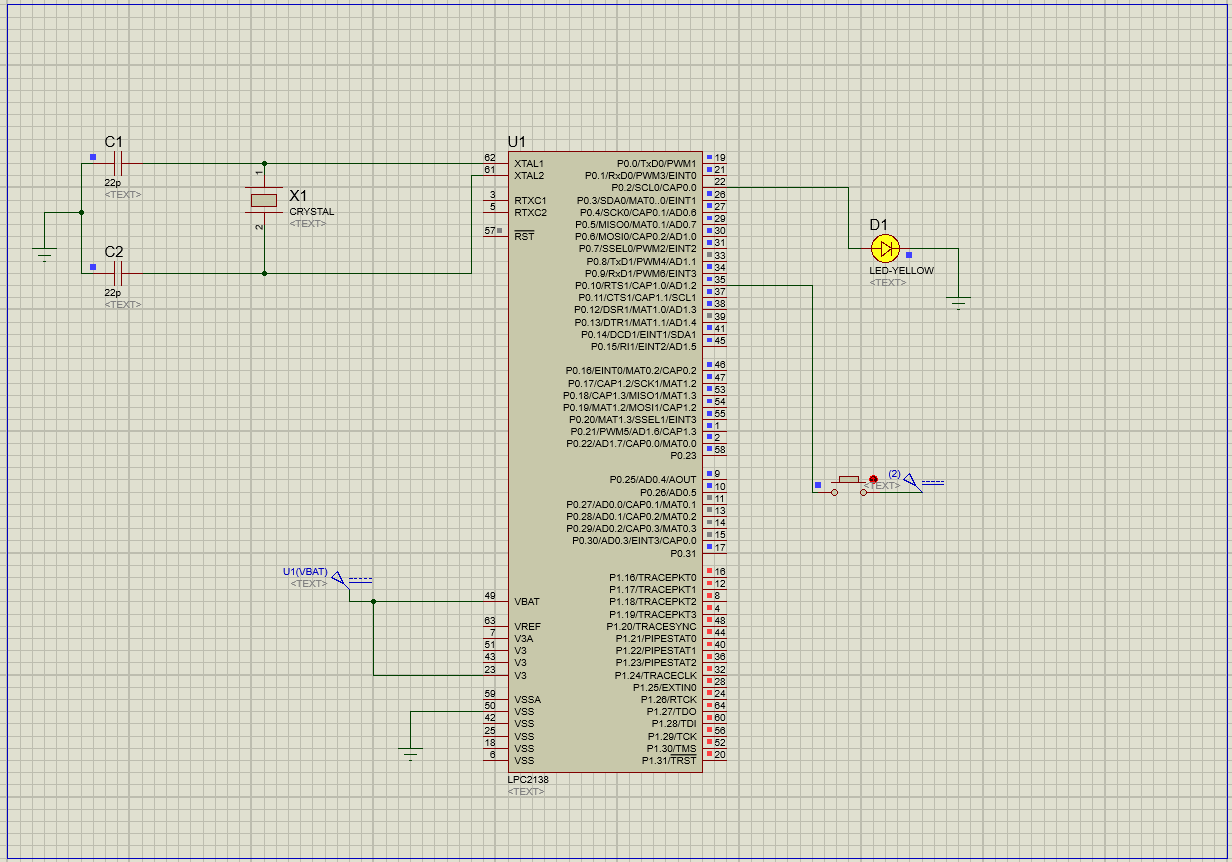 C1
22p
<TEXT>
1
X1
CRYSTAL
<TEXT>
2
C2
22p
<TEXT>
U1
62 XTAL1
61 XTAL2
3 RTXC1
5 RTXC2
57 RST
U1(VBAT)
<TEXT>
49 VBAT
63 VREF
7 V3A
51 V3
43 V3
23 V3
59 VSSA
50 VSS
42 VSS
25 VSS
18 VSS
6 VSS
P0.0/TxD0/PWM1 19
P0.1/RxD0/PWM3/EINT0 21
P0.2/SCL0/CAP0.0 22
P0.3/SDA0/MAT0..0/EINT1 26
P0.4/SCK0/CAP0.1/AD0.6 27
P0.5/MISO0/MAT0.1/AD0.7 29
P0.6/MOSI0/CAP0.2/AD1.0 30
P0.7/SSEL0/PWM2/EINT2 31
P0.8/TxD1/PWM4/AD1.1 33
P0.9/RxD1/PWM6/EINT3 34
P0.10/RTS1/CAP1.0/AD1.2 35
P0.11/CTS1/CAP1.1/SCL1 37
P0.12/DSR1/MAT1.0/AD1.3 38
P0.13/DTR1/MAT1.1/AD1.4 39
P0.14/DCD1/EINT1/SDA1 41
P0.15/RI1/EINT2/AD1.5 45
P0.16/EINT0/MAT0.2/CAP0.2 46
P0.17/CAP1.2/SCK1/MAT1.2 47
P0.18/CAP1.3/MISO1/MAT1.3 53
P0.19/MAT1.2/MOSI1/CAP1.2 54
P0.20/MAT1.3/SSEL1/EINT3 55
P0.21/PWM5/AD1.6/CAP1.3 1
P0.22/AD1.7/CAP0.0/MAT0.0 2
P0.23 58
P0.25/AD0.4/AOUT 9
P0.26/AD0.5 10
P0.27/AD0.0/CAP0.1/MAT0.1 11
P0.28/AD0.1/CAP0.2/MAT0.2 13
P0.29/AD0.2/CAP0.3/MAT0.3 14
P0.30/AD0.3/EINT3/CAP0.0 15
P0.31 17
P1.16/TRACEPKT0 16
P1.17/TRACEPKT1 12
P1.18/TRACEPKT2 8
P1.19/TRACEPKT3 4
P1.20/TRACESYNC 48
P1.21/PIPESTAT0 44
P1.22/PIPESTAT1 40
P1.23/PIPESTAT2 36
P1.24/TRACECLK 32
P1.25/EXTIN0 28
P1.26/RTCK 24
P1.27/TDO 64
P1.28/TDI 60
P1.29/TCK 56
P1.30/TMS 52
P1.31/TRST 20
LPC2138
<TEXT>
D1
LED-YELLOW
<TEXT>
(2)
<TEXT>